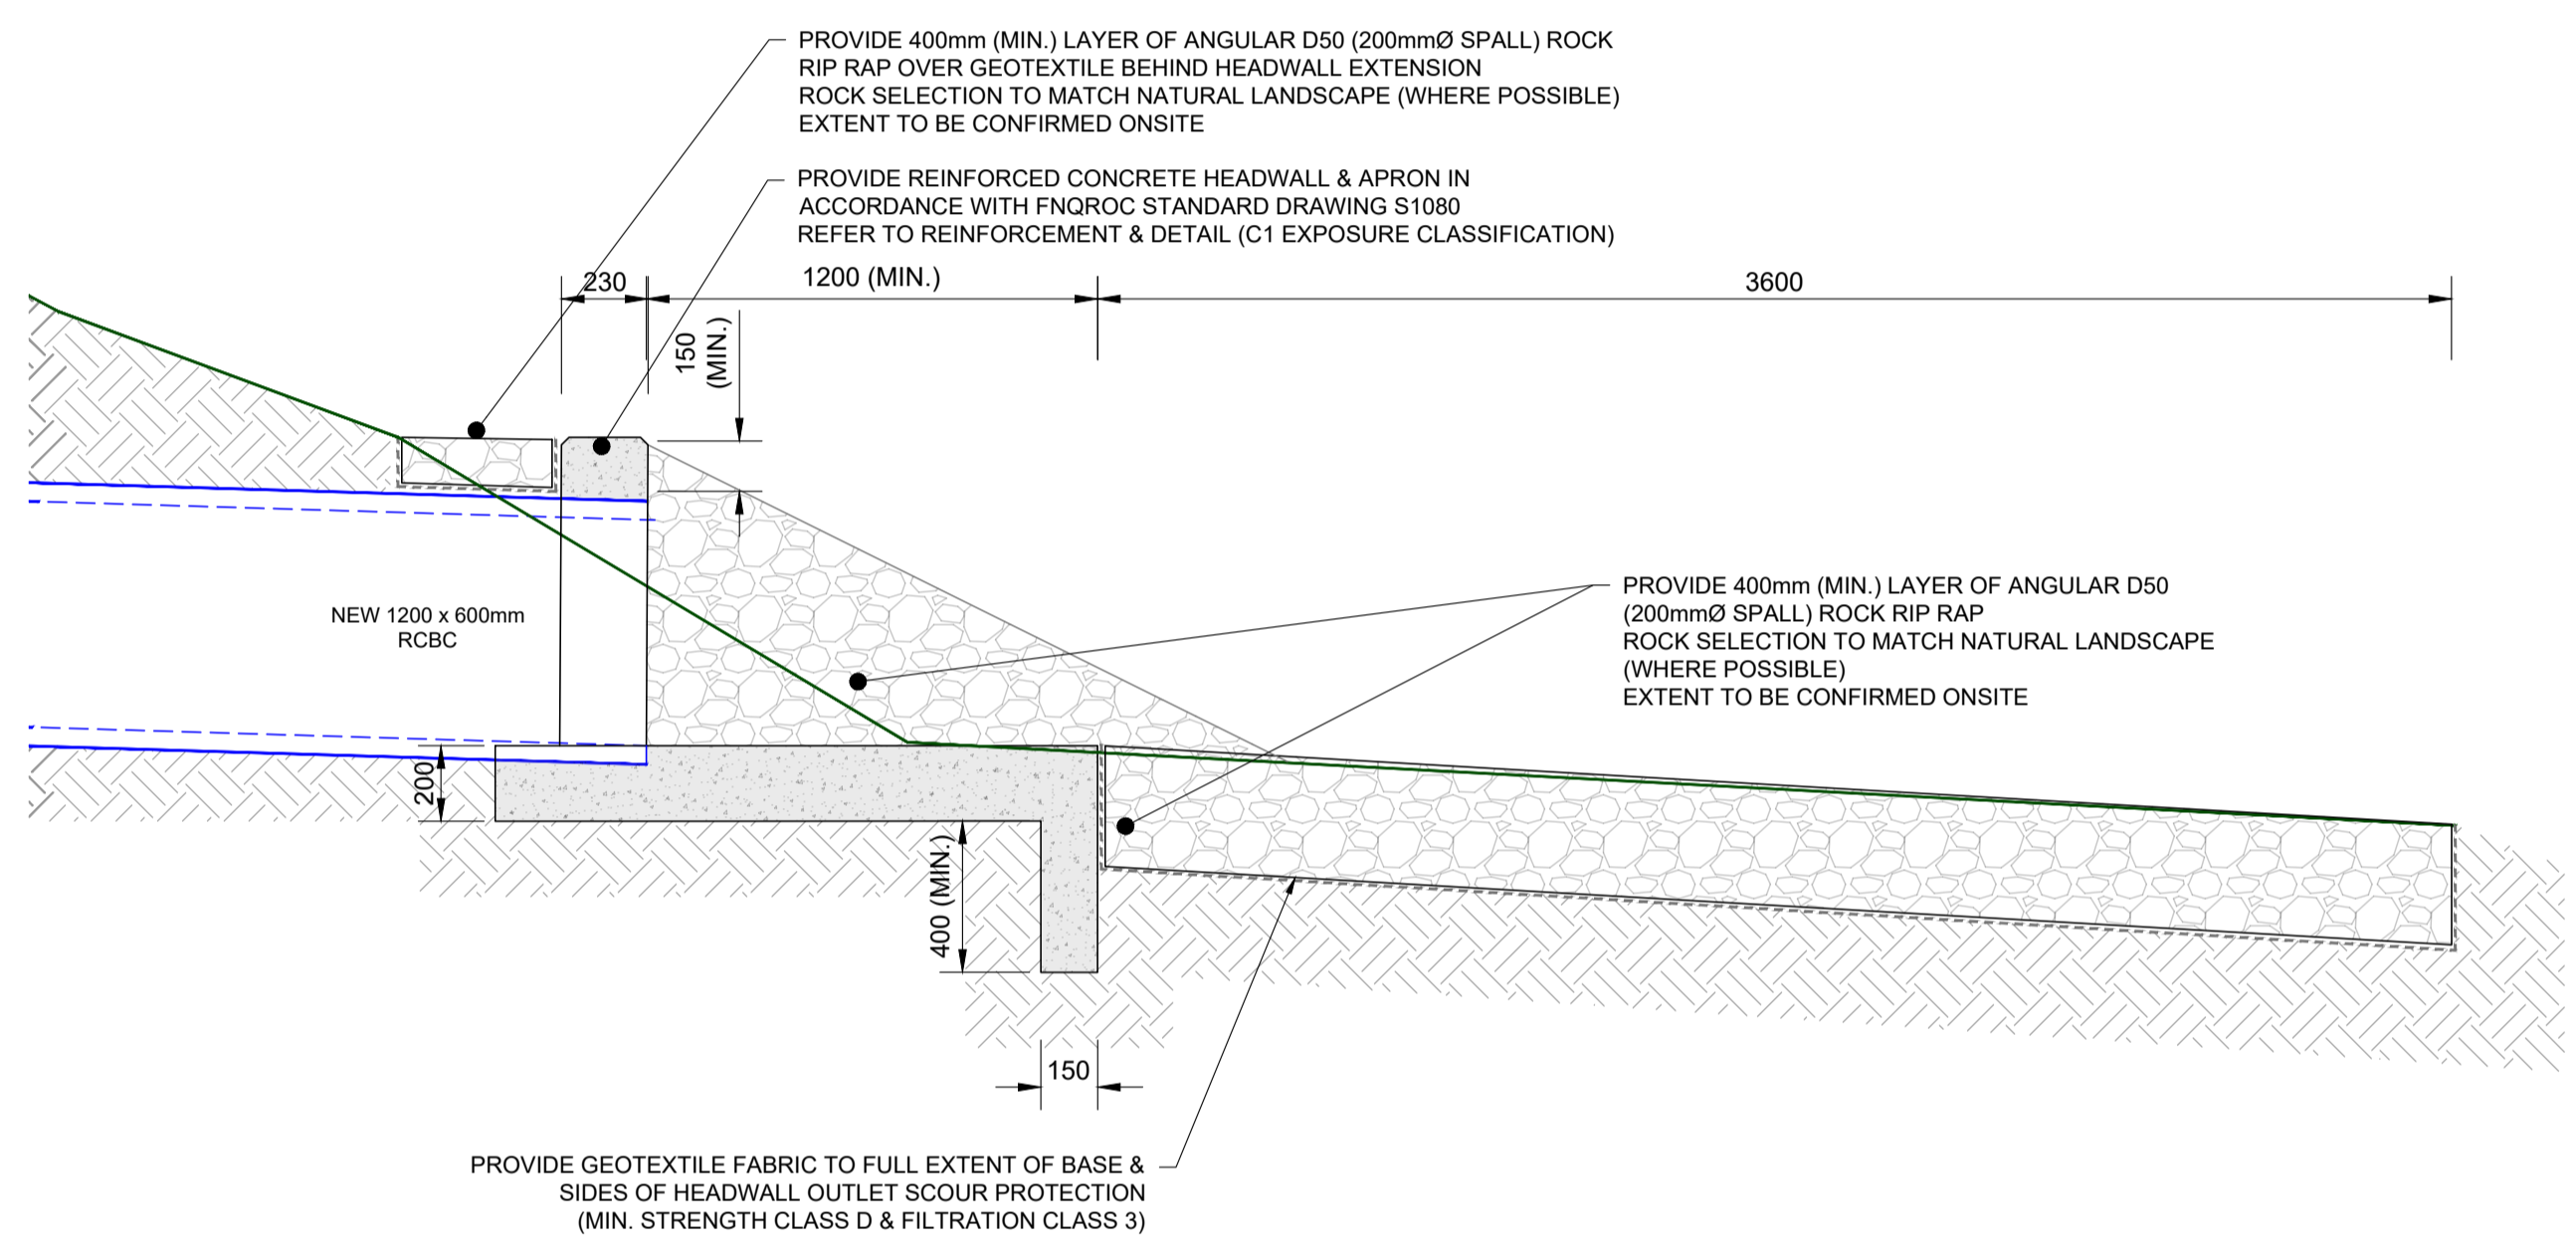 PROVIDE 400mm (MIN.) LAYER OF ANGULAR D50 (200mmØ SPALL) ROCK
RIP RAP OVER GEOTEXTILE BEHIND HEADWALL EXTENSION
ROCK SELECTION TO MATCH NATURAL LANDSCAPE (WHERE POSSIBLE)
EXTENT TO BE CONFIRMED ONSITE
PROVIDE REINFORCED CONCRETE HEADWALL & APRON IN
ACCORDANCE WITH FNQROC STANDARD DRAWING S1080
REFER TO REINFORCEMENT & DETAIL (C1 EXPOSURE CLASSIFICATION)
230
1200 (MIN.)
3600
150
(MIN.)
NEW 1200 x 600mm
RCBC
PROVIDE 400mm (MIN.) LAYER OF ANGULAR D50
(200mmØ SPALL) ROCK RIP RAP
ROCK SELECTION TO MATCH NATURAL LANDSCAPE
(WHERE POSSIBLE)
EXTENT TO BE CONFIRMED ONSITE
200
400 (MIN.)
150
PROVIDE GEOTEXTILE FABRIC TO FULL EXTENT OF BASE &
SIDES OF HEADWALL OUTLET SCOUR PROTECTION
(MIN. STRENGTH CLASS D & FILTRATION CLASS 3)